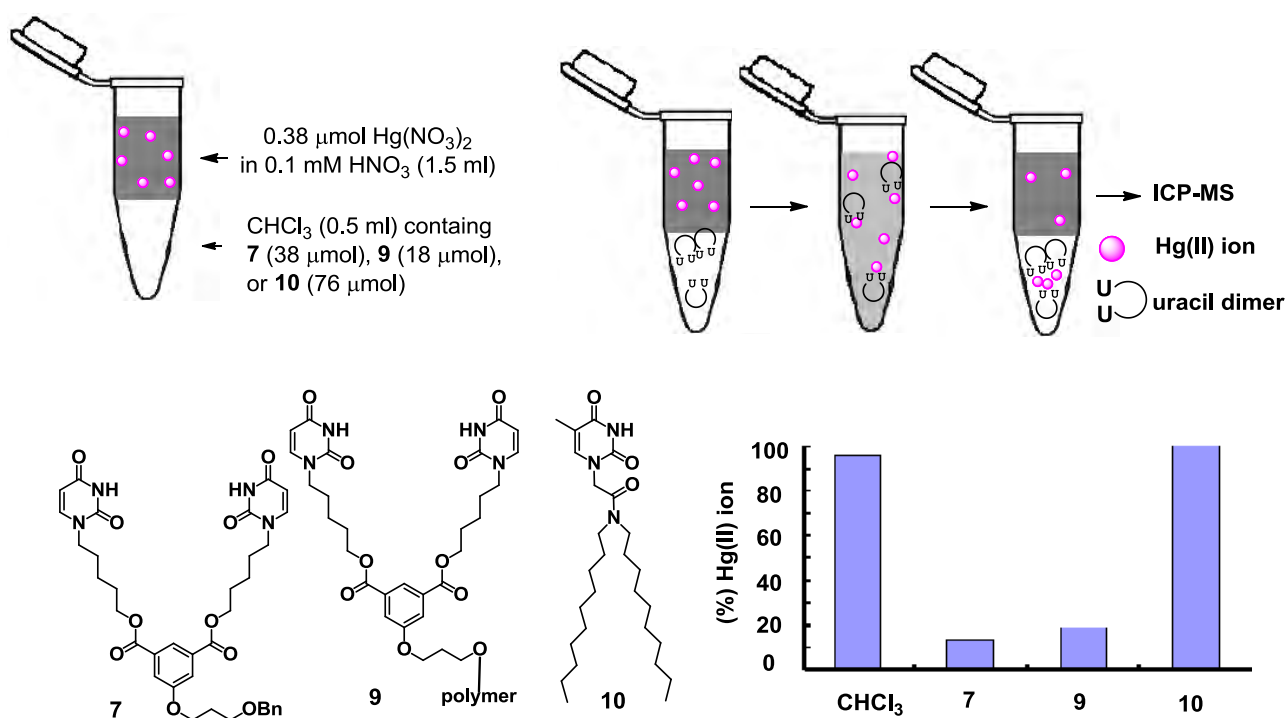 0.38 μmol Hg(NO3)2
in 0.1 mM HNO3 (1.5 ml)
CHCl3 (0.5 ml) containg
7 (38 μmol), 9 (18 μmol),
or 10 (76 μmol)
U U
U U
U U
U U
U U
U U
U U
U U
U U
ICP-MS
Hg(II) ion
U
U
uracil dimer
O
NH
N
O
O
HN
O
N
O
O
O
O
O
OBn
7
O
NH
N
O
O
HN
O
N
O
O
O
O
O
O
polymer
9
O
NH
N
O
O
N
10
(%) Hg(II) ion
100
80
60
40
20
0
CHCl3
7
9
10